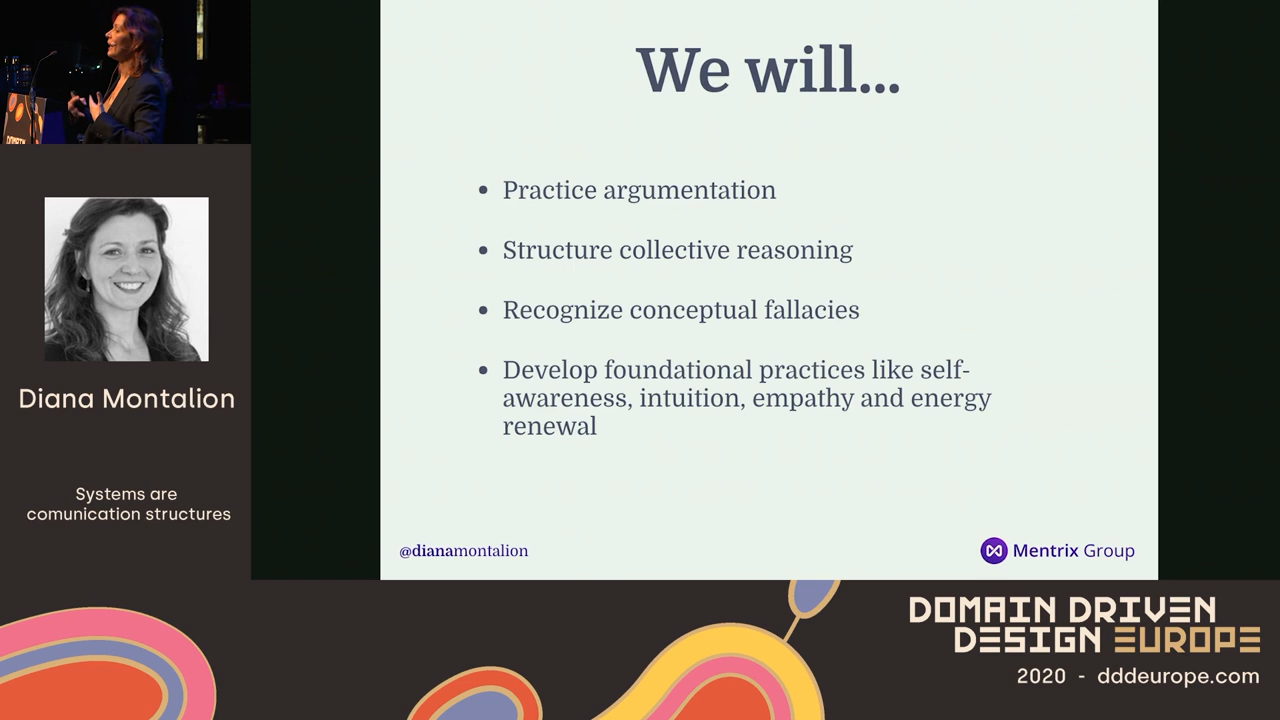 We will...
• Practice argumentation
• Structure collective reasoning
• Recognize conceptual fallacies
• Develop foundational practices like self-
awareness, intuition, empathy and energy
renewal
@dianamontalion
Mentrix Group
Diana Montalion
Systems are
comunication structures
DOMAIN DRIVEN
DESIGN EUROPE
2020 - dddeurope.com